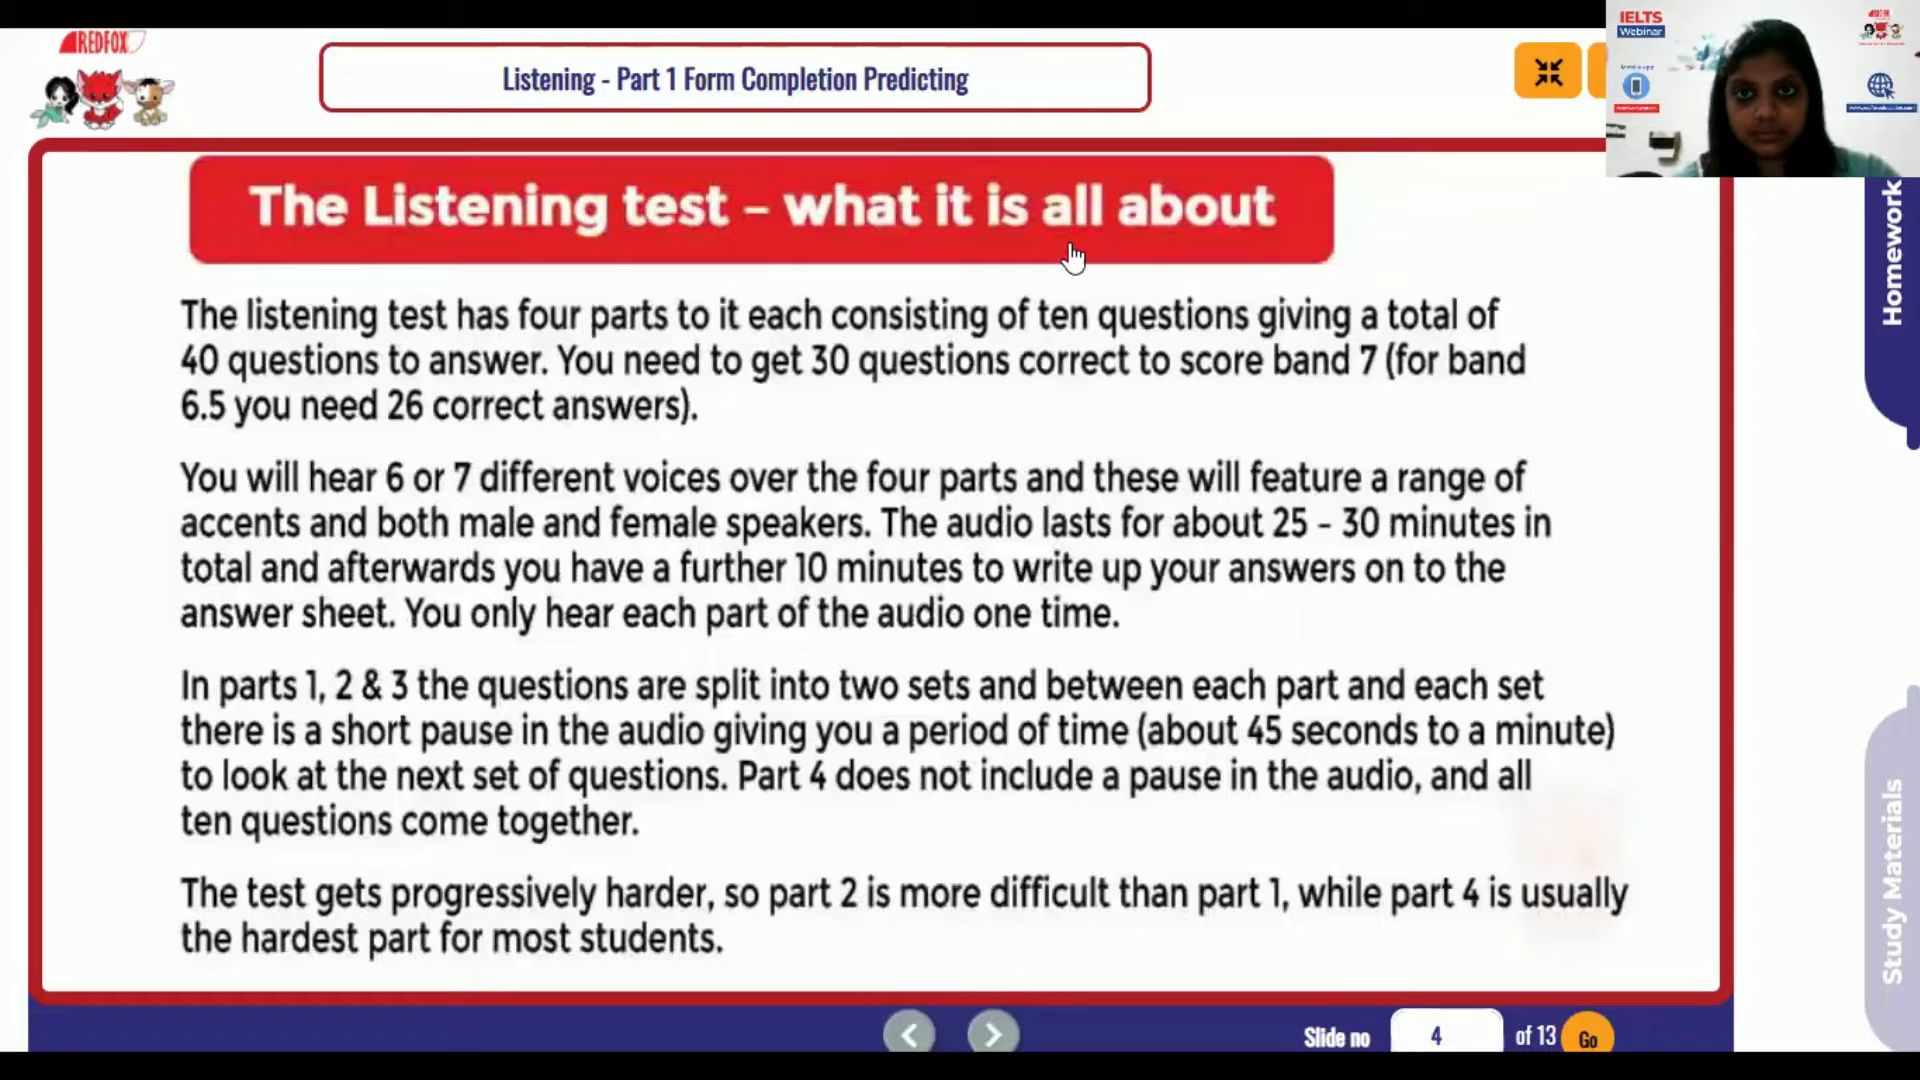 REDFOX
Listening - Part 1 Form Completion Predicting
IELTS
Webinar
The Listening test – what it is all about
The listening test has four parts to it each consisting of ten questions giving a total of
40 questions to answer. You need to get 30 questions correct to score band 7 (for band
6.5 you need 26 correct answers).
You will hear 6 or 7 different voices over the four parts and these will feature a range of
accents and both male and female speakers. The audio lasts for about 25 – 30 minutes in
total and afterwards you have a further 10 minutes to write up your answers on to the
answer sheet. You only hear each part of the audio one time.
In parts 1, 2 & 3 the questions are split into two sets and between each part and each set
there is a short pause in the audio giving you a period of time (about 45 seconds to a minute)
to look at the next set of questions. Part 4 does not include a pause in the audio, and all
ten questions come together.
The test gets progressively harder, so part 2 is more difficult than part 1, while part 4 is usually
the hardest part for most students.
Homework
Study Materials
Slide no 4 of 13 Go